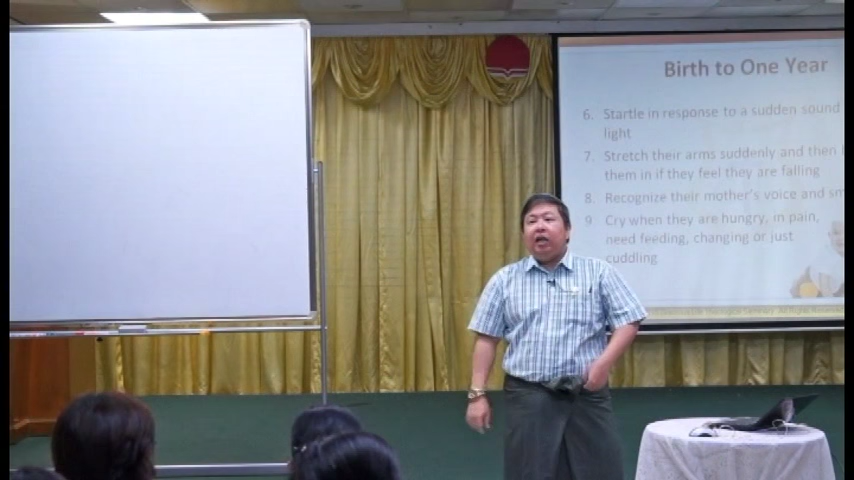 Birth to One Year
6. Startle in response to a sudden sound
light
7. Stretch their arms suddenly and then
them in if they feel they are falling
8. Recognize their mother's voice and sm
9 Cry when they are hungry, in pain,
need feeding, changing or just
cuddling